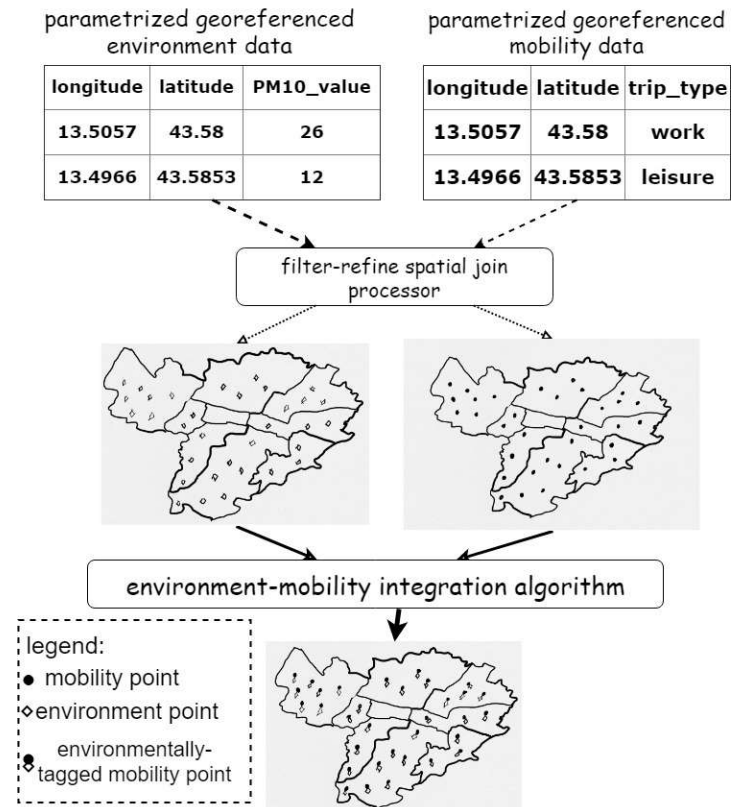 parametrized georeferenced
environment data
longitude latitude PM10_value
13.5057 43.58 26
13.4966 43.5853 12
parametrized georeferenced
mobility data
longitude latitude trip_type
13.5057 43.58 work
13.4966 43.5853 leisure
filter-refine spatial join
processor
environment-mobility integration algorithm
legend:
mobility point
environment point
environmentally-
tagged mobility point